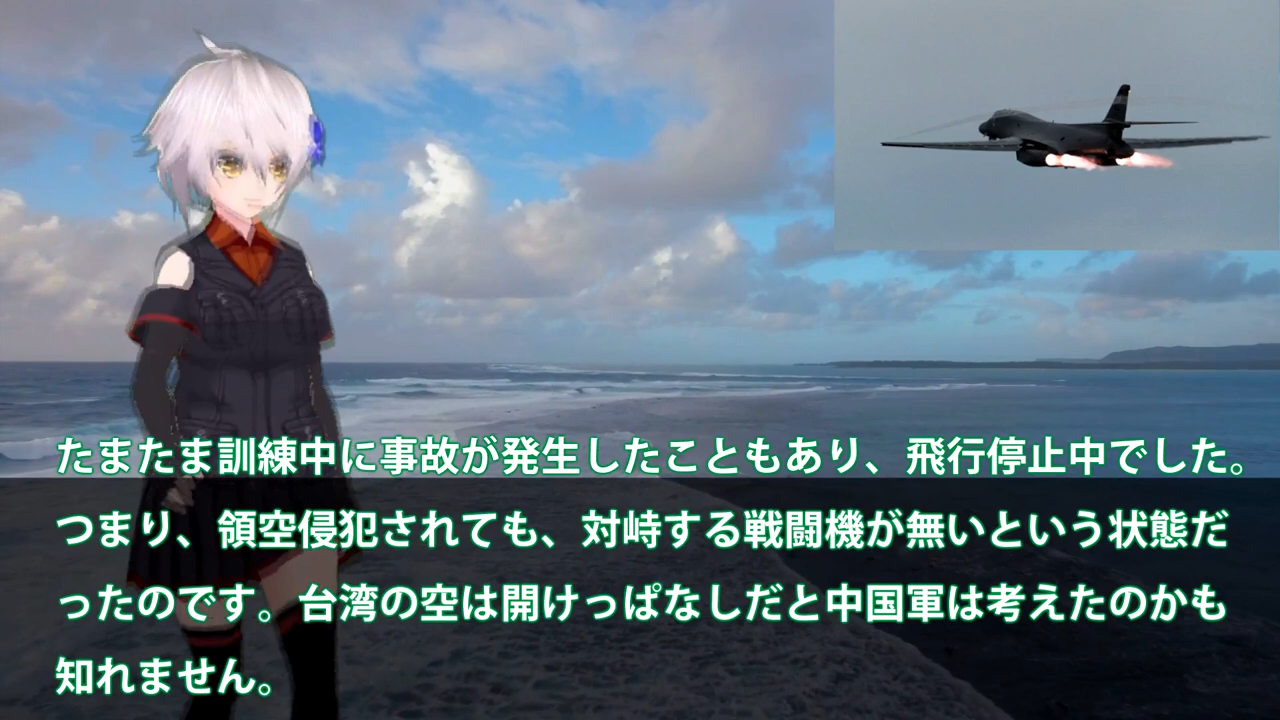 たまたま訓練中に事故が発生したこともあり、飛行停止中でした。
つまり、領空侵犯されても、対峙する戦闘機が無いという状態だ
ったのです。台湾の空は開けっぱなしだと中国軍は考えたのかも
知れません。